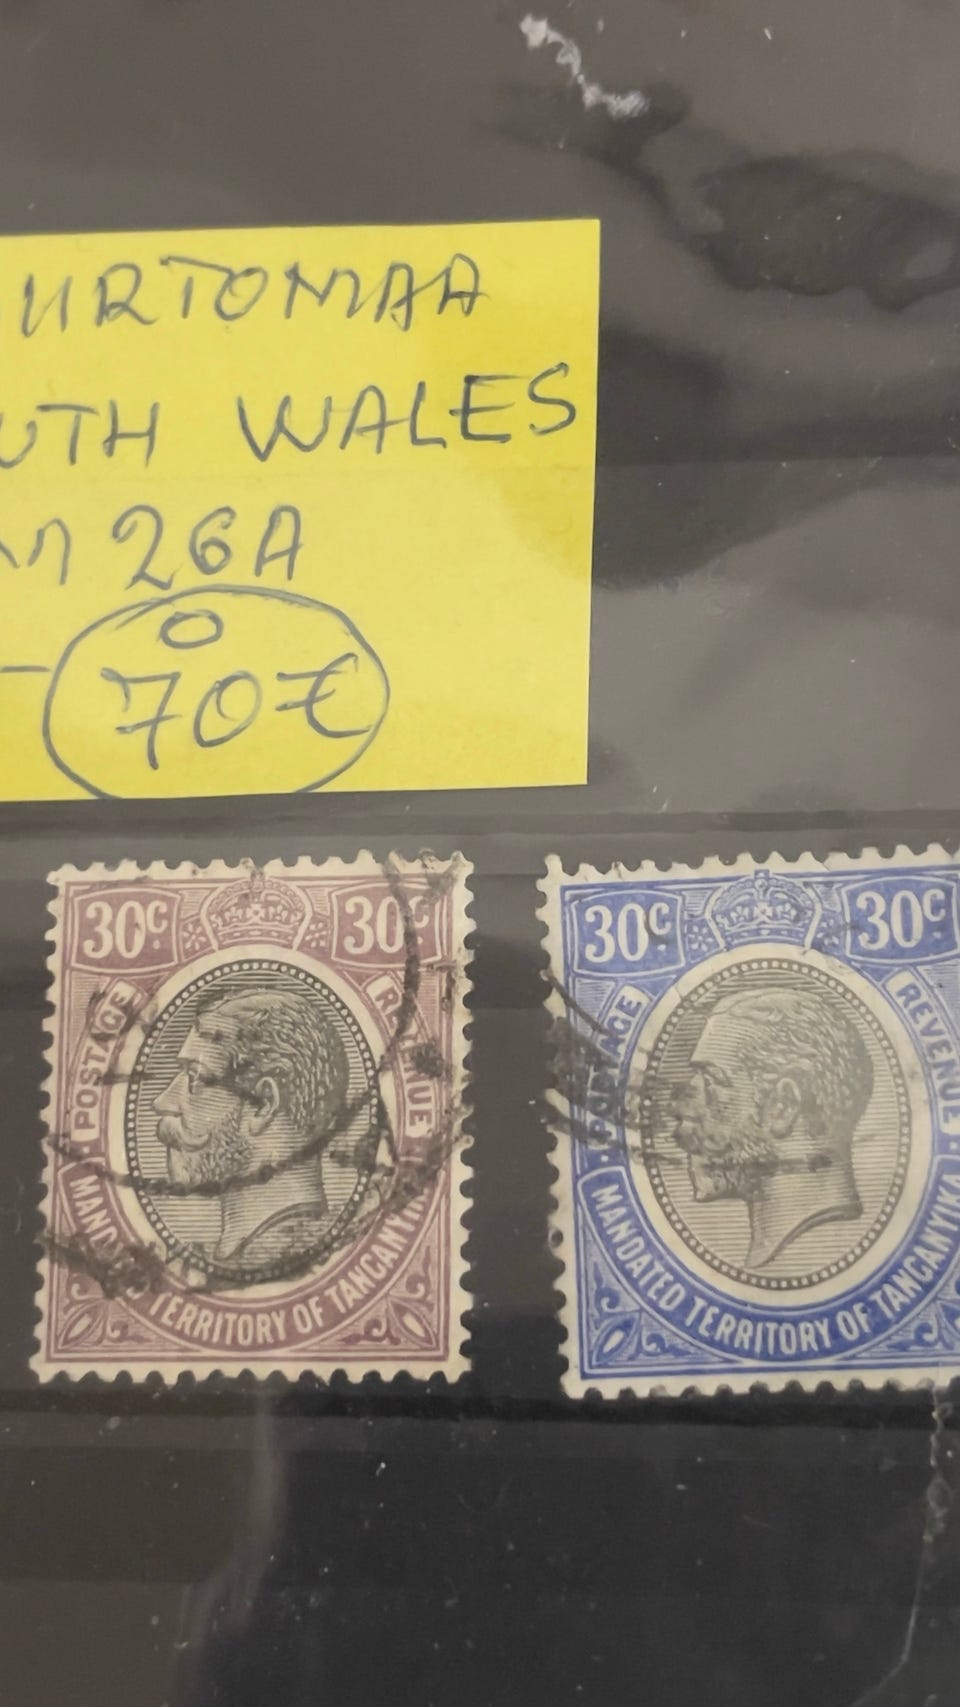 URTOMAA
UTH WALES
26A
70€
30C 30C
POSTAGE REVENUE
MANDATED TERRITORY OF TANGANYIKA
30C 30C
POSTAGE REVENUE
MANDATED TERRITORY OF TANGANYIKA